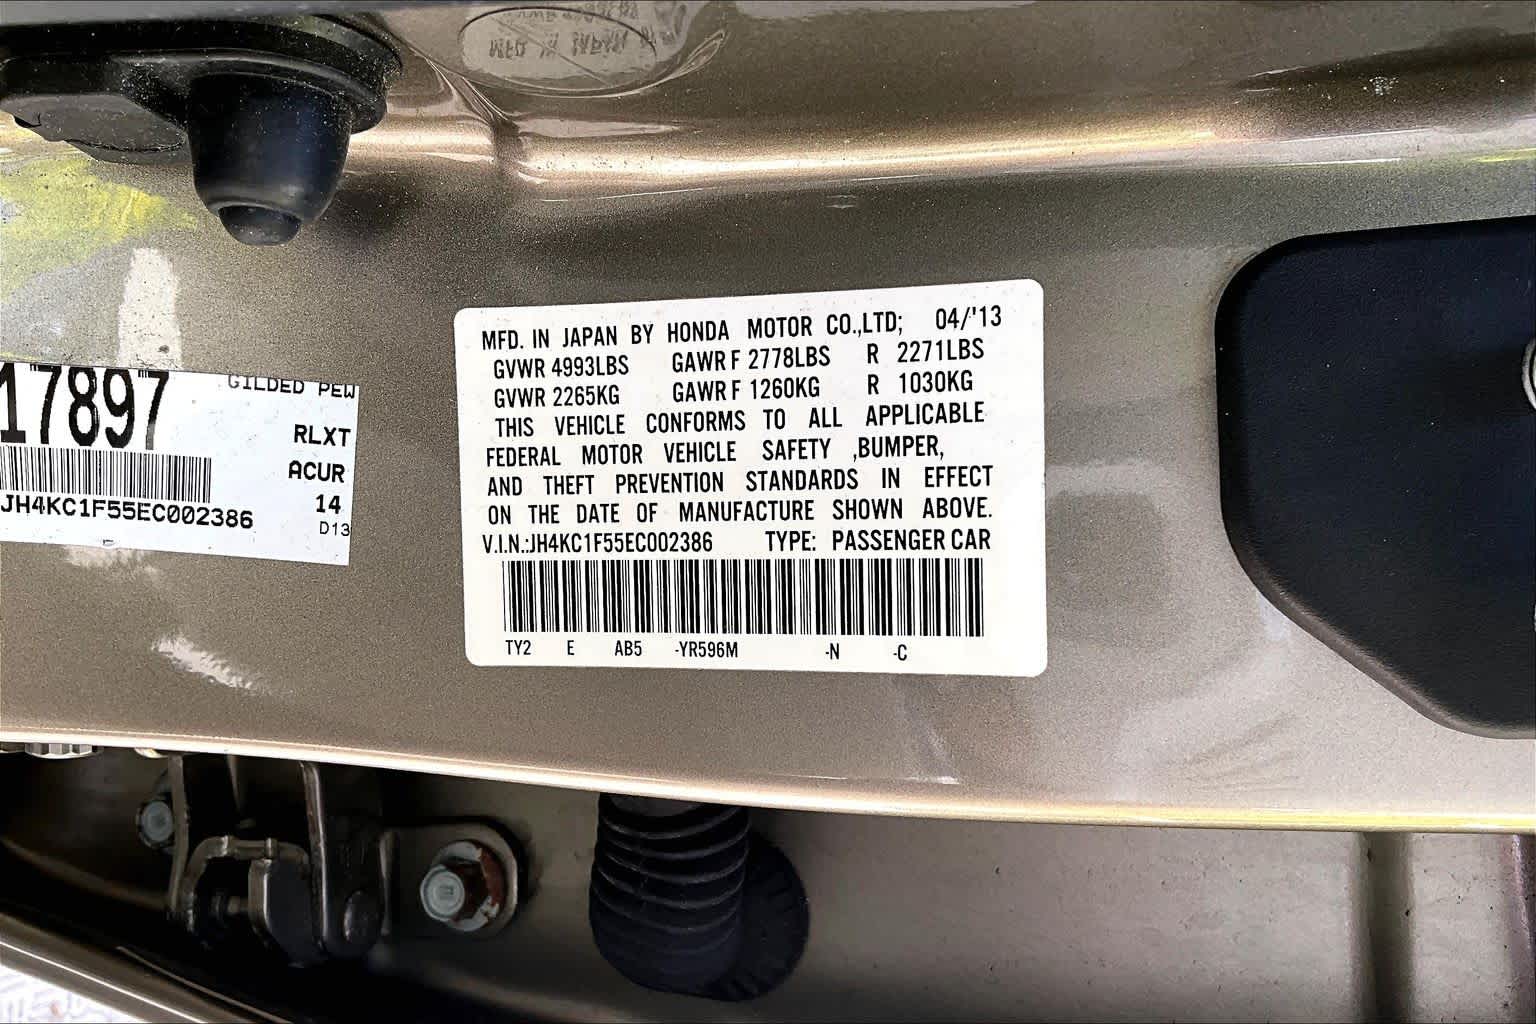 MFD. IN JAPAN
17897
GILDED PEW
RLXT
ACUR
14
D13
JH4KC1F55EC002386
MFD. IN JAPAN BY HONDA MOTOR CO.,LTD; 04/'13
GVWR 4993LBS GAWR F 2778LBS R 2271LBS
GVWR 2265KG GAWR F 1260KG R 1030KG
THIS VEHICLE CONFORMS TO ALL APPLICABLE
FEDERAL MOTOR VEHICLE SAFETY ,BUMPER,
AND THEFT PREVENTION STANDARDS IN EFFECT
ON THE DATE OF MANUFACTURE SHOWN ABOVE.
V.I.N.:JH4KC1F55EC002386 TYPE: PASSENGER CAR
TY2 E AB5 -YR596M -N -C